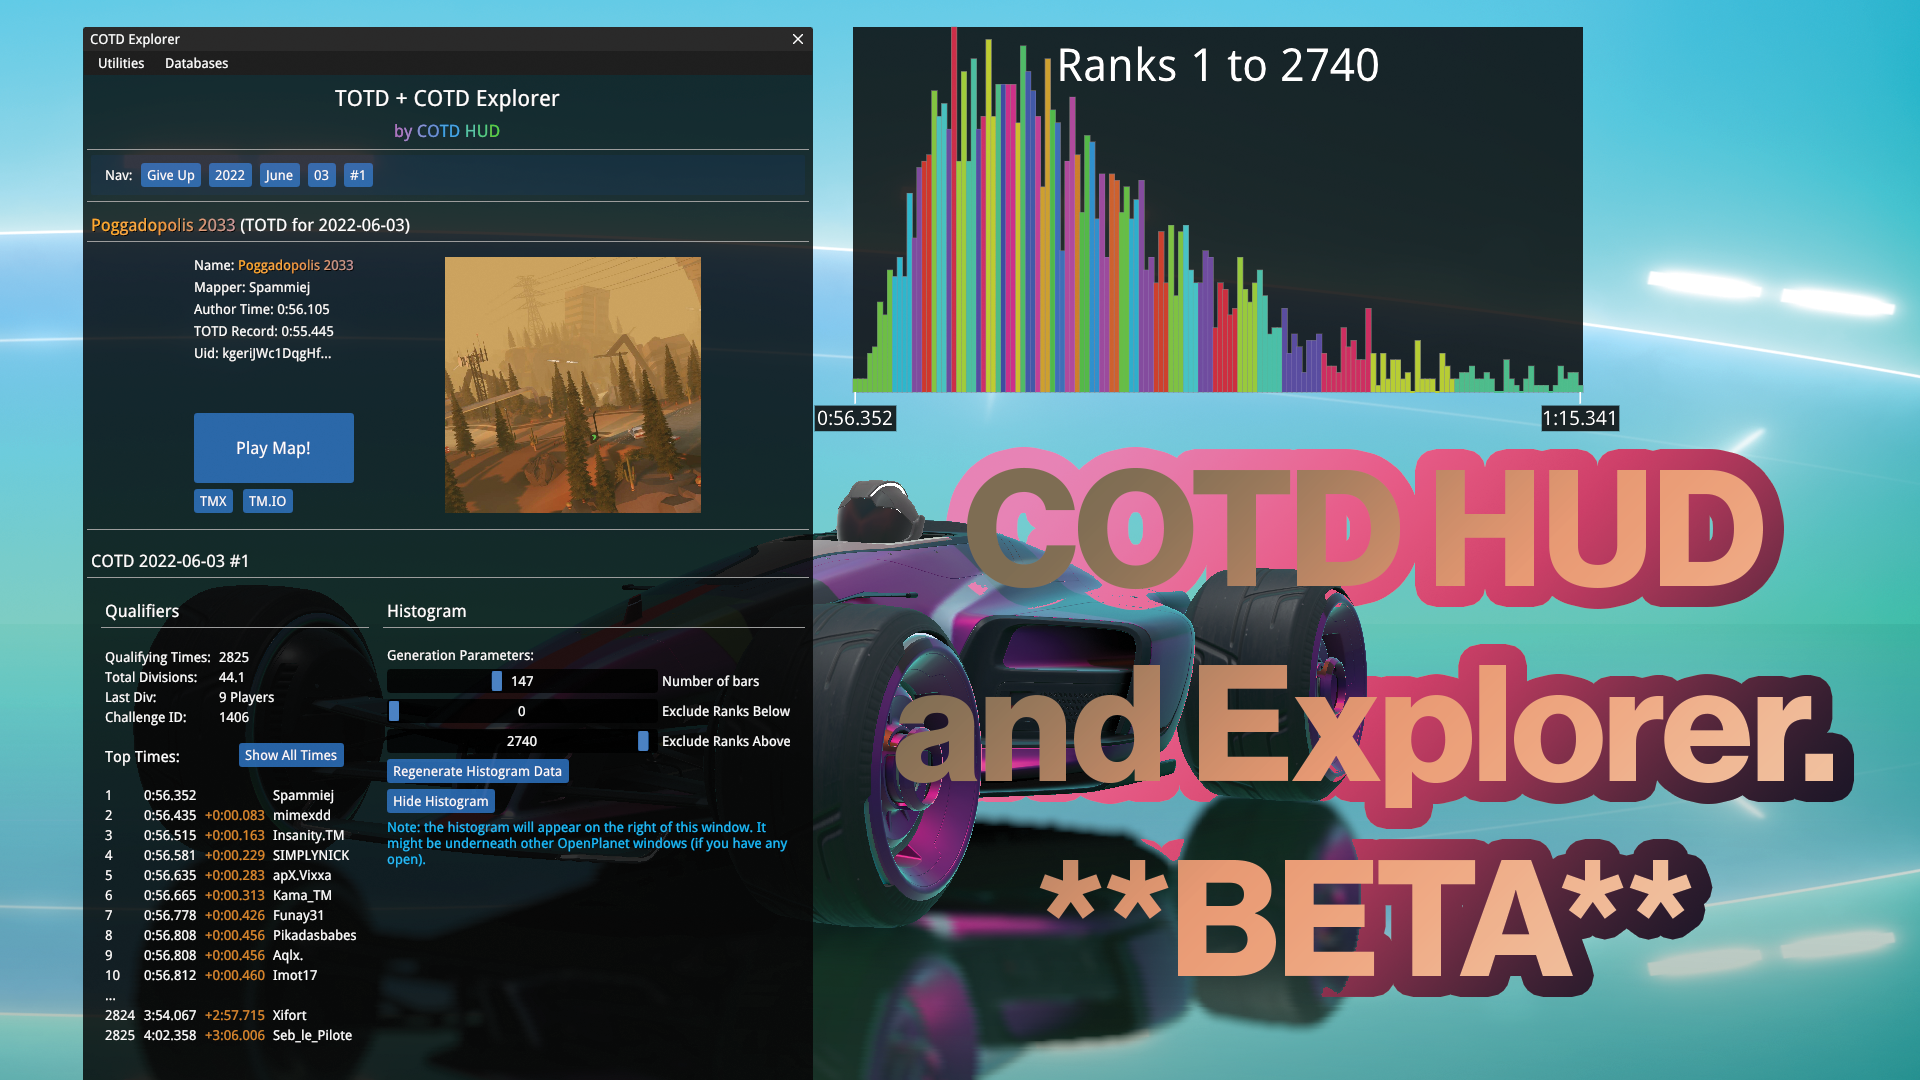 COTD Explorer
Utilities Databases
TOTD + COTD Explorer
by COTD HUD
Nav: Give Up 2022 June 03 #1
Poggadopolis 2033 (TOTD for 2022-06-03)
Name: Poggadopolis 2033
Mapper: Spammiej
Author Time: 0:56.105
TOTD Record: 0:55.445
Uid: kgeriJWc1DqgHf...
Play Map!
TMX TM.IO
COTD 2022-06-03 #1
Qualifiers
Qualifying Times: 2825
Total Divisions: 44.1
Last Div: 9 Players
Challenge ID: 1406
Top Times: Show All Times
1 0:56.352 Spammiej
2 0:56.435 +0:00.083 mimexdd
3 0:56.515 +0:00.163 Insanity.TM
4 0:56.581 +0:00.229 SIMPLYNICK
5 0:56.635 +0:00.283 apX.Vixxa
6 0:56.665 +0:00.313 Kama_TM
7 0:56.778 +0:00.426 Funay31
8 0:56.808 +0:00.456 Pikadasbabes
9 0:56.808 +0:00.456 Aqlx.
10 0:56.812 +0:00.460 Imot17
...
2824 3:54.067 +2:57.715 Xifort
2825 4:02.358 +3:06.006 Seb_le_Pilote
Histogram
Generation Parameters:
147 Number of bars
0 Exclude Ranks Below
2740 Exclude Ranks Above
Regenerate Histogram Data
Hide Histogram
Note: the histogram will appear on the right of this window. It
might be underneath other OpenPlanet windows (if you have any
open).
Ranks 1 to 2740
0:56.352 1:15.341
COTD HUD
and Explorer.
**BETA**